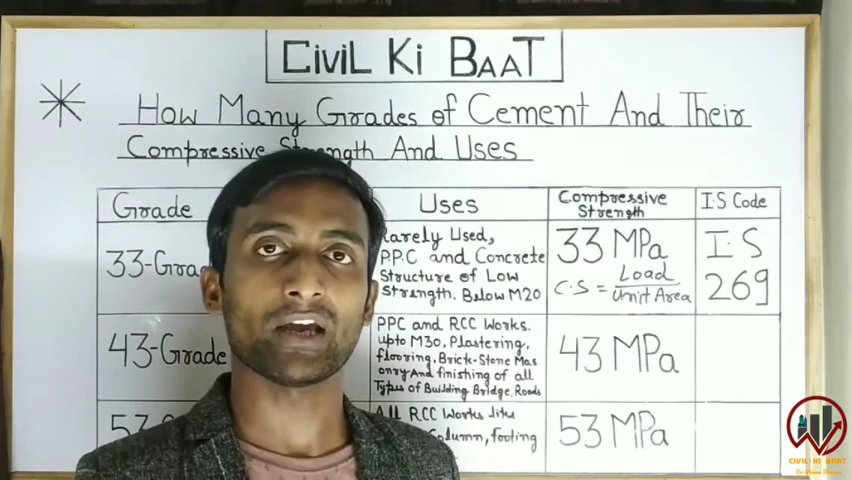 CiviL Ki BAAT
How Many Grades of Cement And Their
Compressive Strength And Uses
Grade
Uses
Compressive
Strength
I.S Code
33-Gra
Rarely Used,
P.P.C and Concrete
Structure of Low
Strength. Below M20
33 MPa
C.S = Load
Unit Area
I.S
269
43-Grade
PPC and RCC Works.
upto M30, Plastering,
flooring, Brick-Stone Mas
onry And finishing of all
Types of Building Bridge, Roads
43 MPa
53-G
All RCC Works like
Column, footing
53 MPa
CIVIL KI BAAT